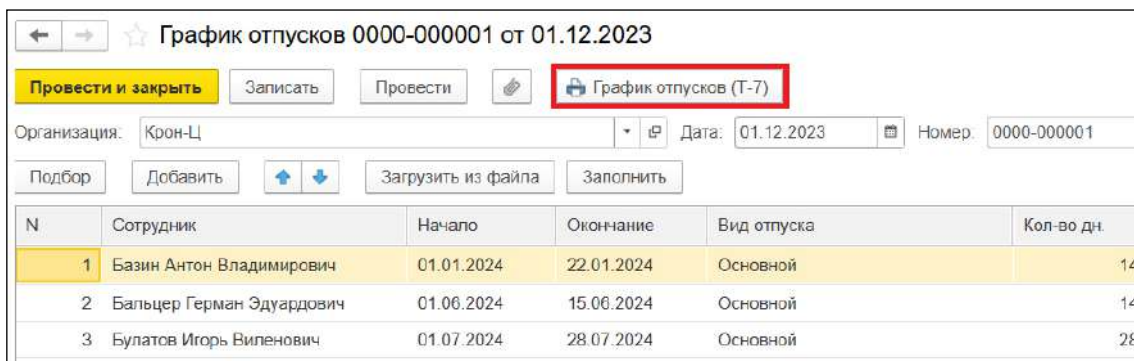 График отпусков 0000-000001 от 01.12.2023
Провести и закрыть Записать Провести График отпусков (Т-7)
Организация: Крон-Ц Дата: 01.12.2023 Номер: 0000-000001
Подбор Добавить Загрузить из файла Заполнить
N Сотрудник Начало Окончание Вид отпуска Кол-во дн.
1 Базин Антон Владимирович 01.01.2024 22.01.2024 Основной 14
2 Бальцер Герман Эдуардович 01.06.2024 15.06.2024 Основной 14
3 Булатов Игорь Виленович 01.07.2024 28.07.2024 Основной 28